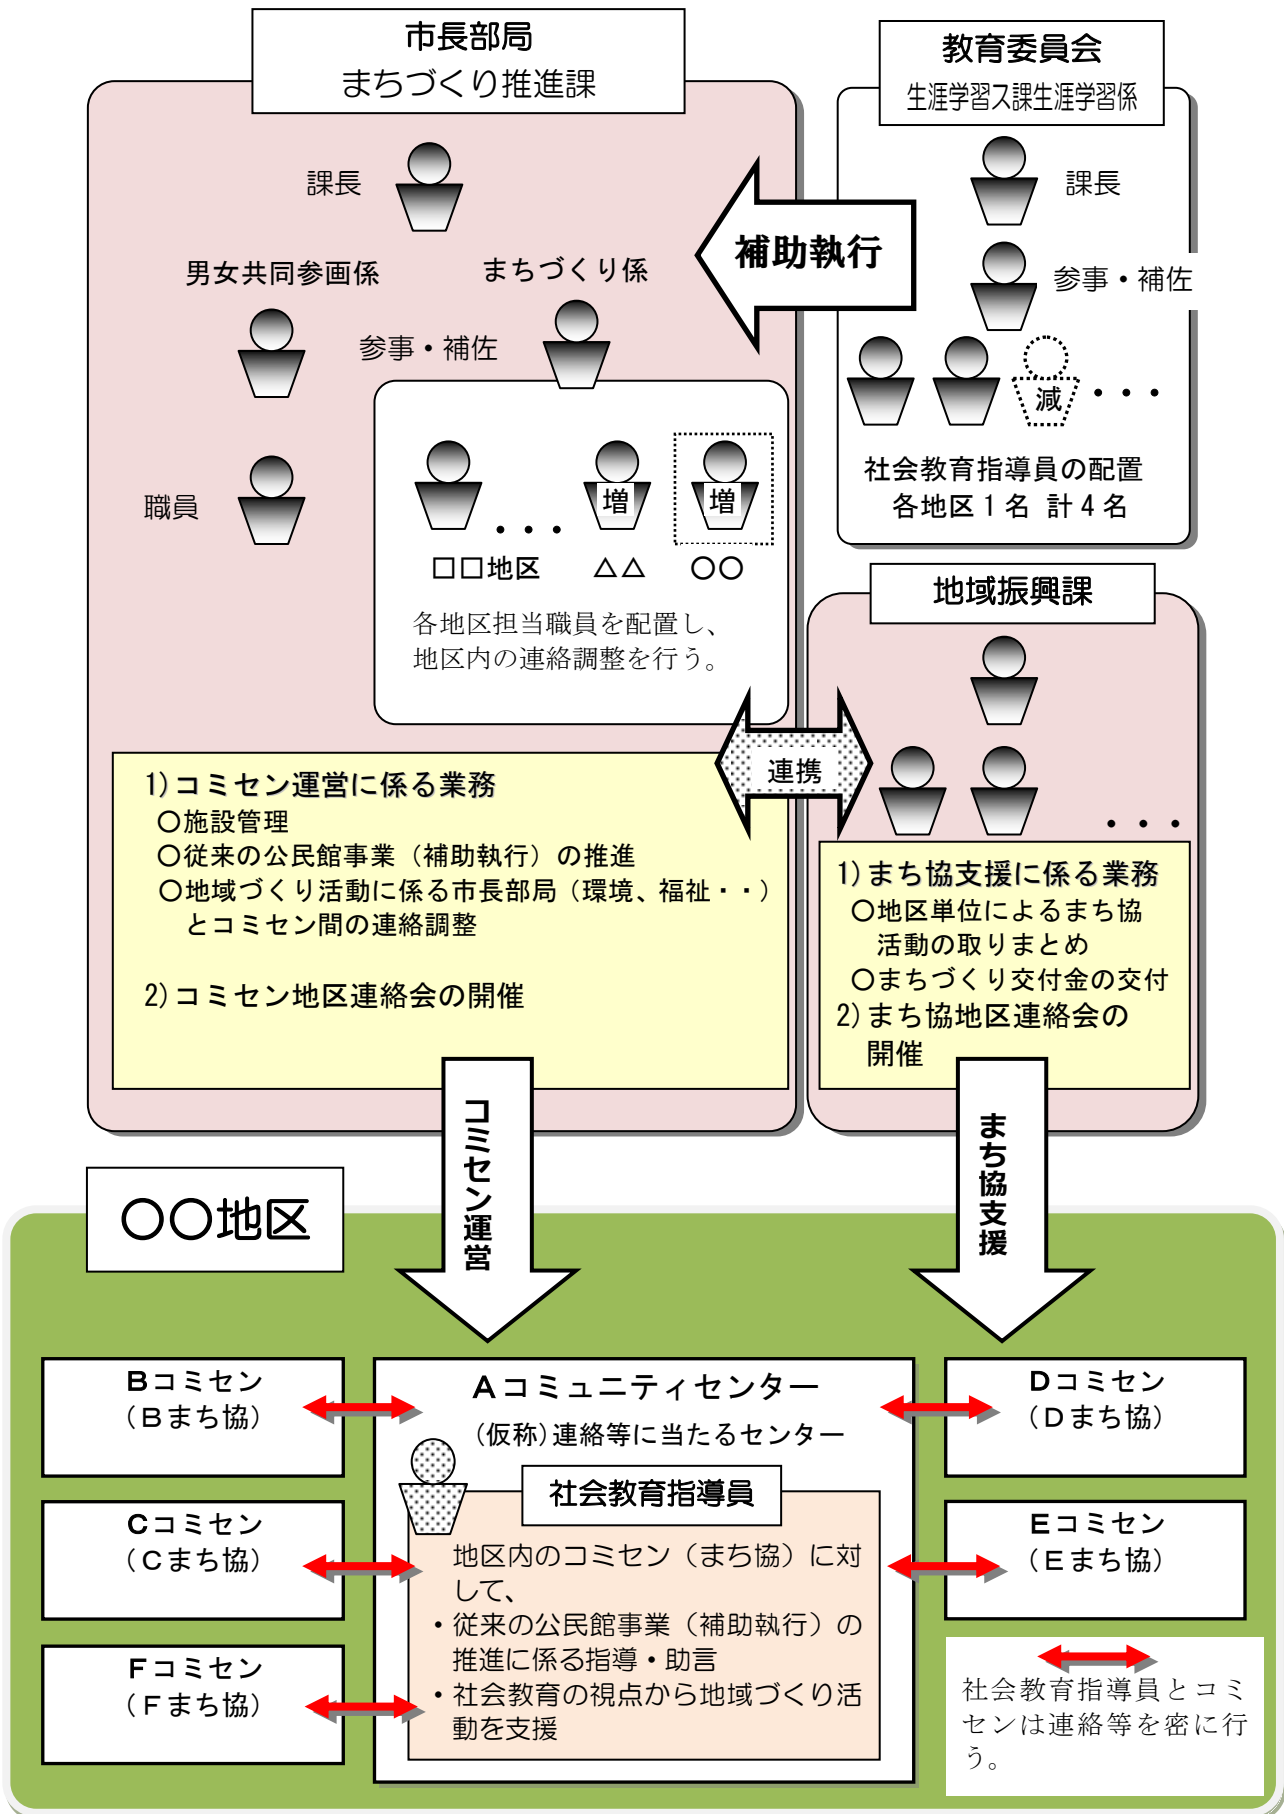 市長部局
まちづくり推進課
課長
男女共同参画係
まちづくり係
参事・補佐
職員
増
増
・・・
□□地区
△△
○○
各地区担当職員を配置し、
地区内の連絡調整を行う。
1)コミセン運営に係る業務
○施設管理
○従来の公民館事業（補助執行）の推進
○地域づくり活動に係る市長部局（環境、福祉・・）
とコミセン間の連絡調整
2)コミセン地区連絡会の開催
補助執行
教育委員会
生涯学習ス課生涯学習係
課長
参事・補佐
減
・・・
社会教育指導員の配置
各地区１名 計４名
連携
地域振興課
・・・
1)まち協支援に係る業務
○地区単位によるまち協
活動の取りまとめ
○まちづくり交付金の交付
2)まち協地区連絡会の
開催
コミセン運営
まち協支援
○○地区
Ｂコミセン
（Ｂまち協）
Ｃコミセン
（Ｃまち協）
Ｆコミセン
（Ｆまち協）
Ａコミュニティセンター
(仮称)連絡等に当たるセンター
社会教育指導員
地区内のコミセン（まち協）に対
して、
・従来の公民館事業（補助執行）の
推進に係る指導・助言
・社会教育の視点から地域づくり活
動を支援
Ｄコミセン
（Ｄまち協）
Ｅコミセン
（Ｅまち協）
社会教育指導員とコミ
センは連絡等を密に行
う。